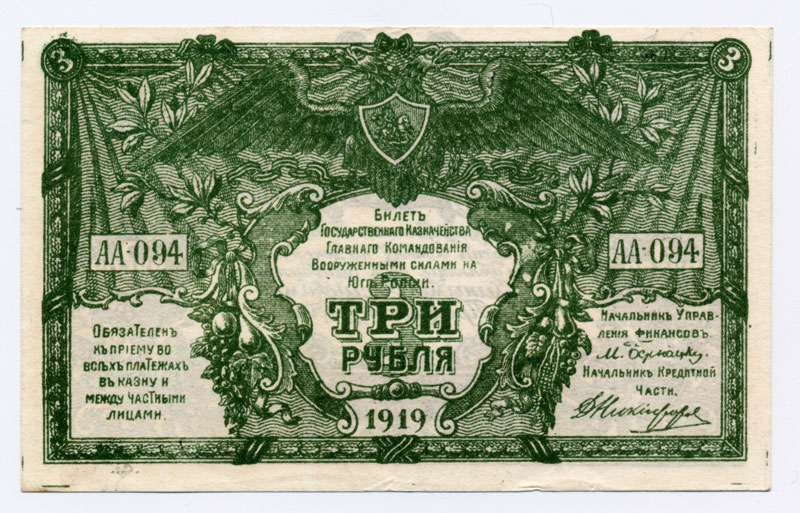 3
3
Билетъ
Государственнаго Казначейства
Главнаго Командованія
Вооруженными силами на
Югѣ Россіи.
АА·094
АА·094
ТРИ
РУБЛЯ
1919
Обязателенъ
къ пріему во
всѣхъ платежахъ
въ казну и
между частными
лицами.
Начальникъ Управ-
ленія финансовъ.
М. Бернацкій.
Начальникъ Кредитной
Части.